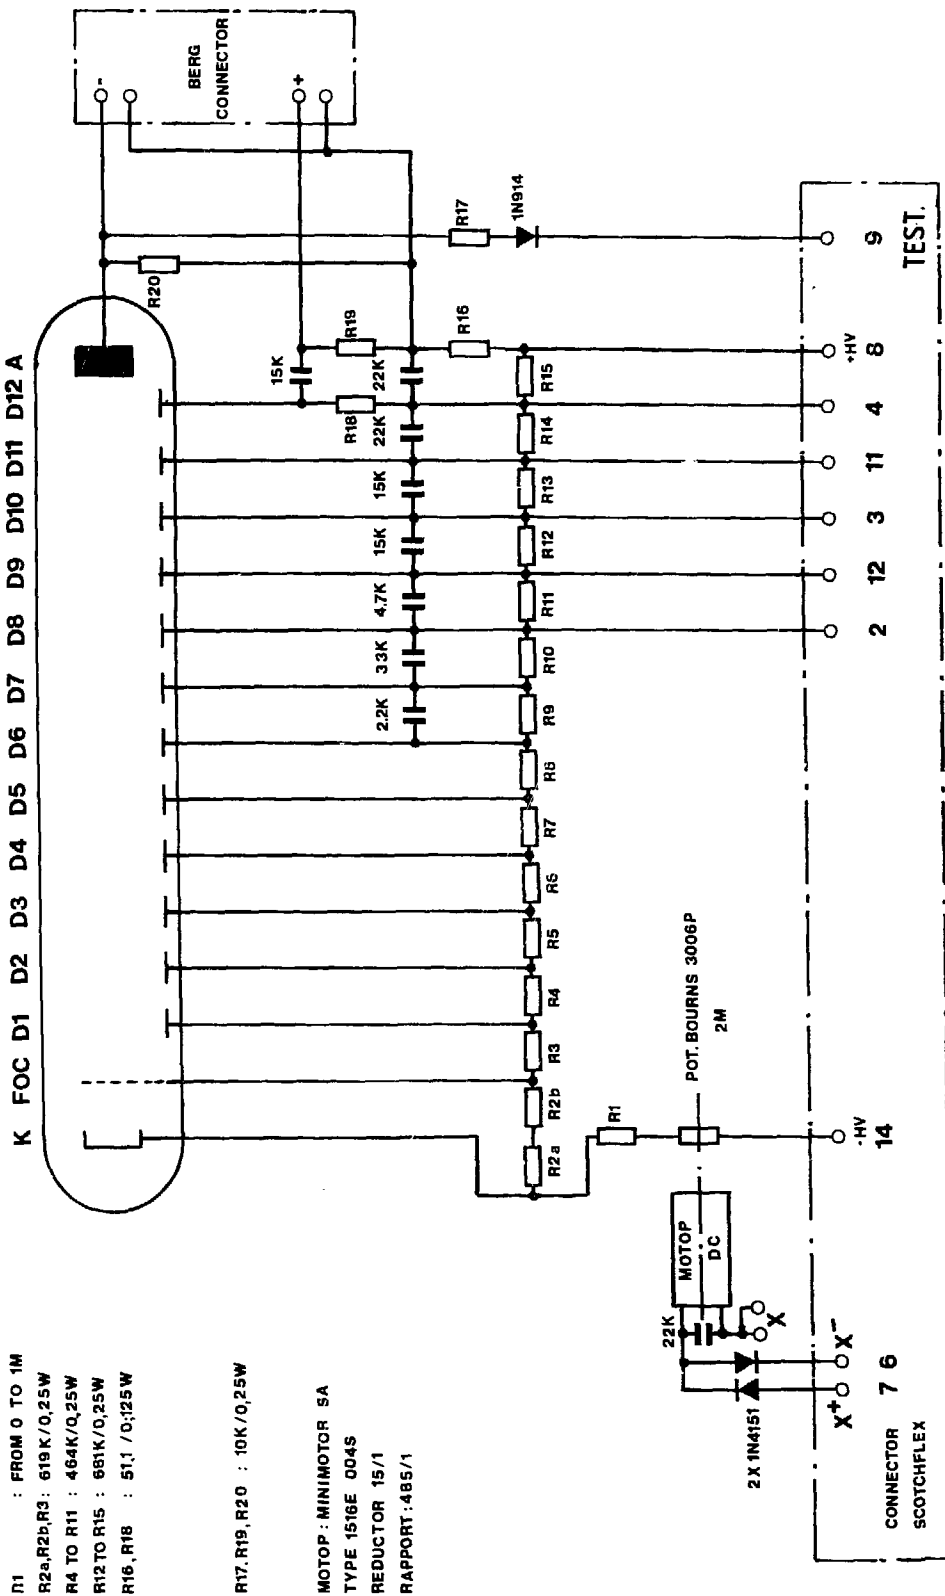 K FOC D1 D2 D3 D4 D5 D6 D7 D8 D9 D10 D11 D12 A
-
+
BERG
CONNECTOR
R20
15K
R18
R19
2.2K
33K
4.7K
15K
15K
22K
22K
R16
R17
1N914
R2a
R2b
R3
R4
R5
R6
R7
R8
R9
R10
R11
R12
R13
R14
R15
R1
POT. BOURNS 3006P
2M
MOTOP
DC
22K
X
2X1N4151
X+
X-
7
6
-HV
14
2
12
3
11
4
+HV
8
9
TEST.
CONNECTOR
SCOTCHFLEX
: FROM 0 TO 1M
R2a,R2b,R3 : 619K/0,25W
R4 TO R11 : 464K/0,25W
R12 TO R15 : 681K/0,25W
R16, R18 : 51,1 / 0,125W
R17, R19, R20 : 10K/0,25W
MOTOP : MINIMOTOR SA
TYPE 1516E 004S
REDUCTOR 15/1
RAPPORT : 485/1